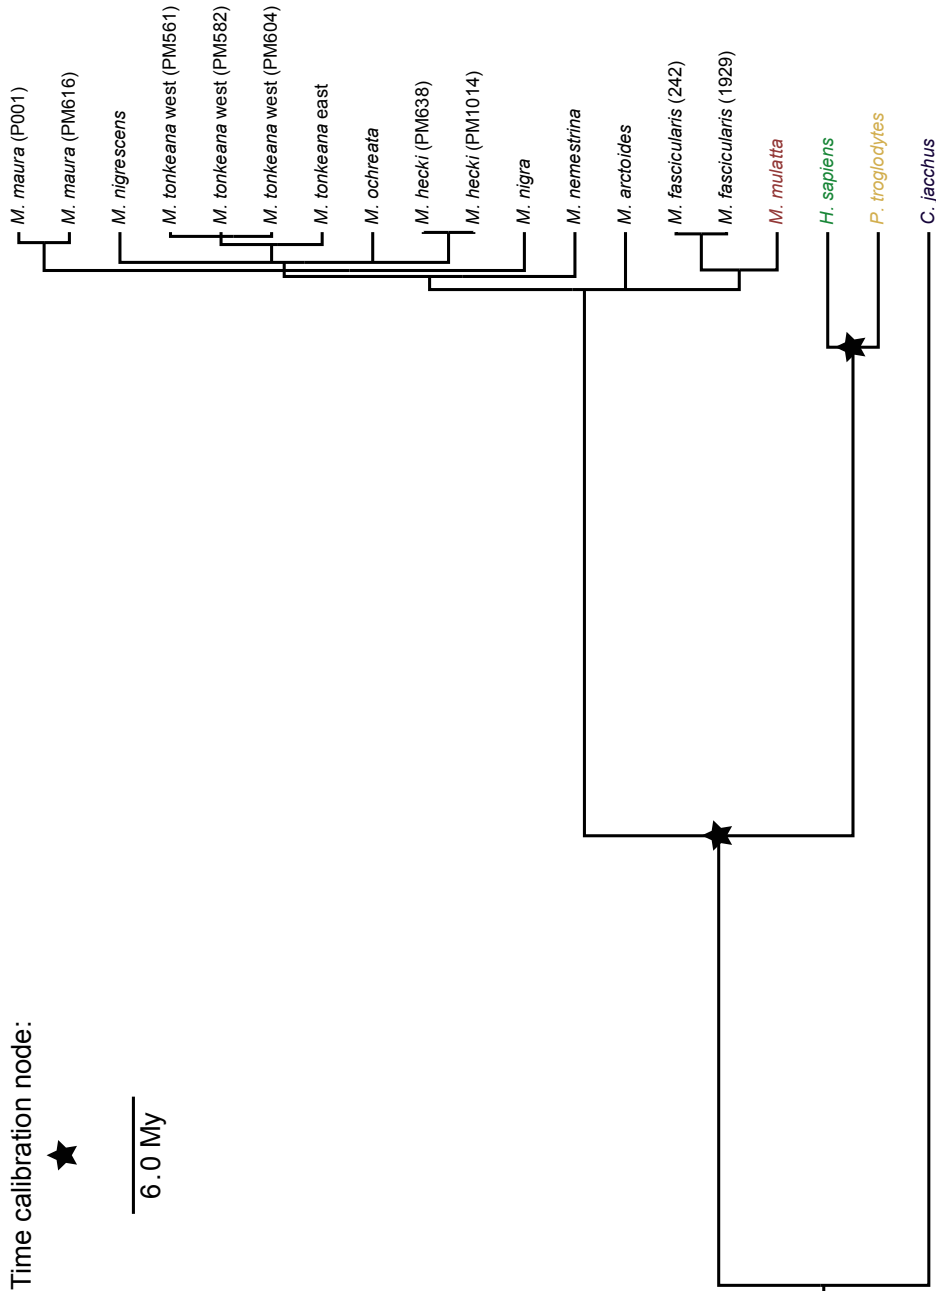 M. maura (P001)
M. maura (PM616)
M. nigrescens
M. tonkeana west (PM561)
M. tonkeana west (PM582)
M. tonkeana west (PM604)
M. tonkeana east
M. ochreata
M. hecki (PM638)
M. hecki (PM1014)
M. nigra
M. nemestrina
M. arctoides
M. fascicularis (242)
M. fascicularis (1929)
M. mulatta
H. sapiens
P. troglodytes
C. jacchus
Time calibration node:
6.0 My